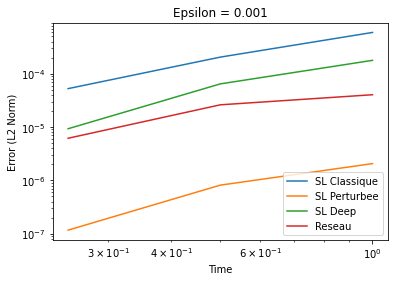 Epsilon = 0.001
Error (L2 Norm)
10⁻⁴
10⁻⁵
10⁻⁶
10⁻⁷
SL Classique
SL Perturbee
SL Deep
Reseau
3 × 10⁻¹
4 × 10⁻¹
6 × 10⁻¹
10⁰
Time